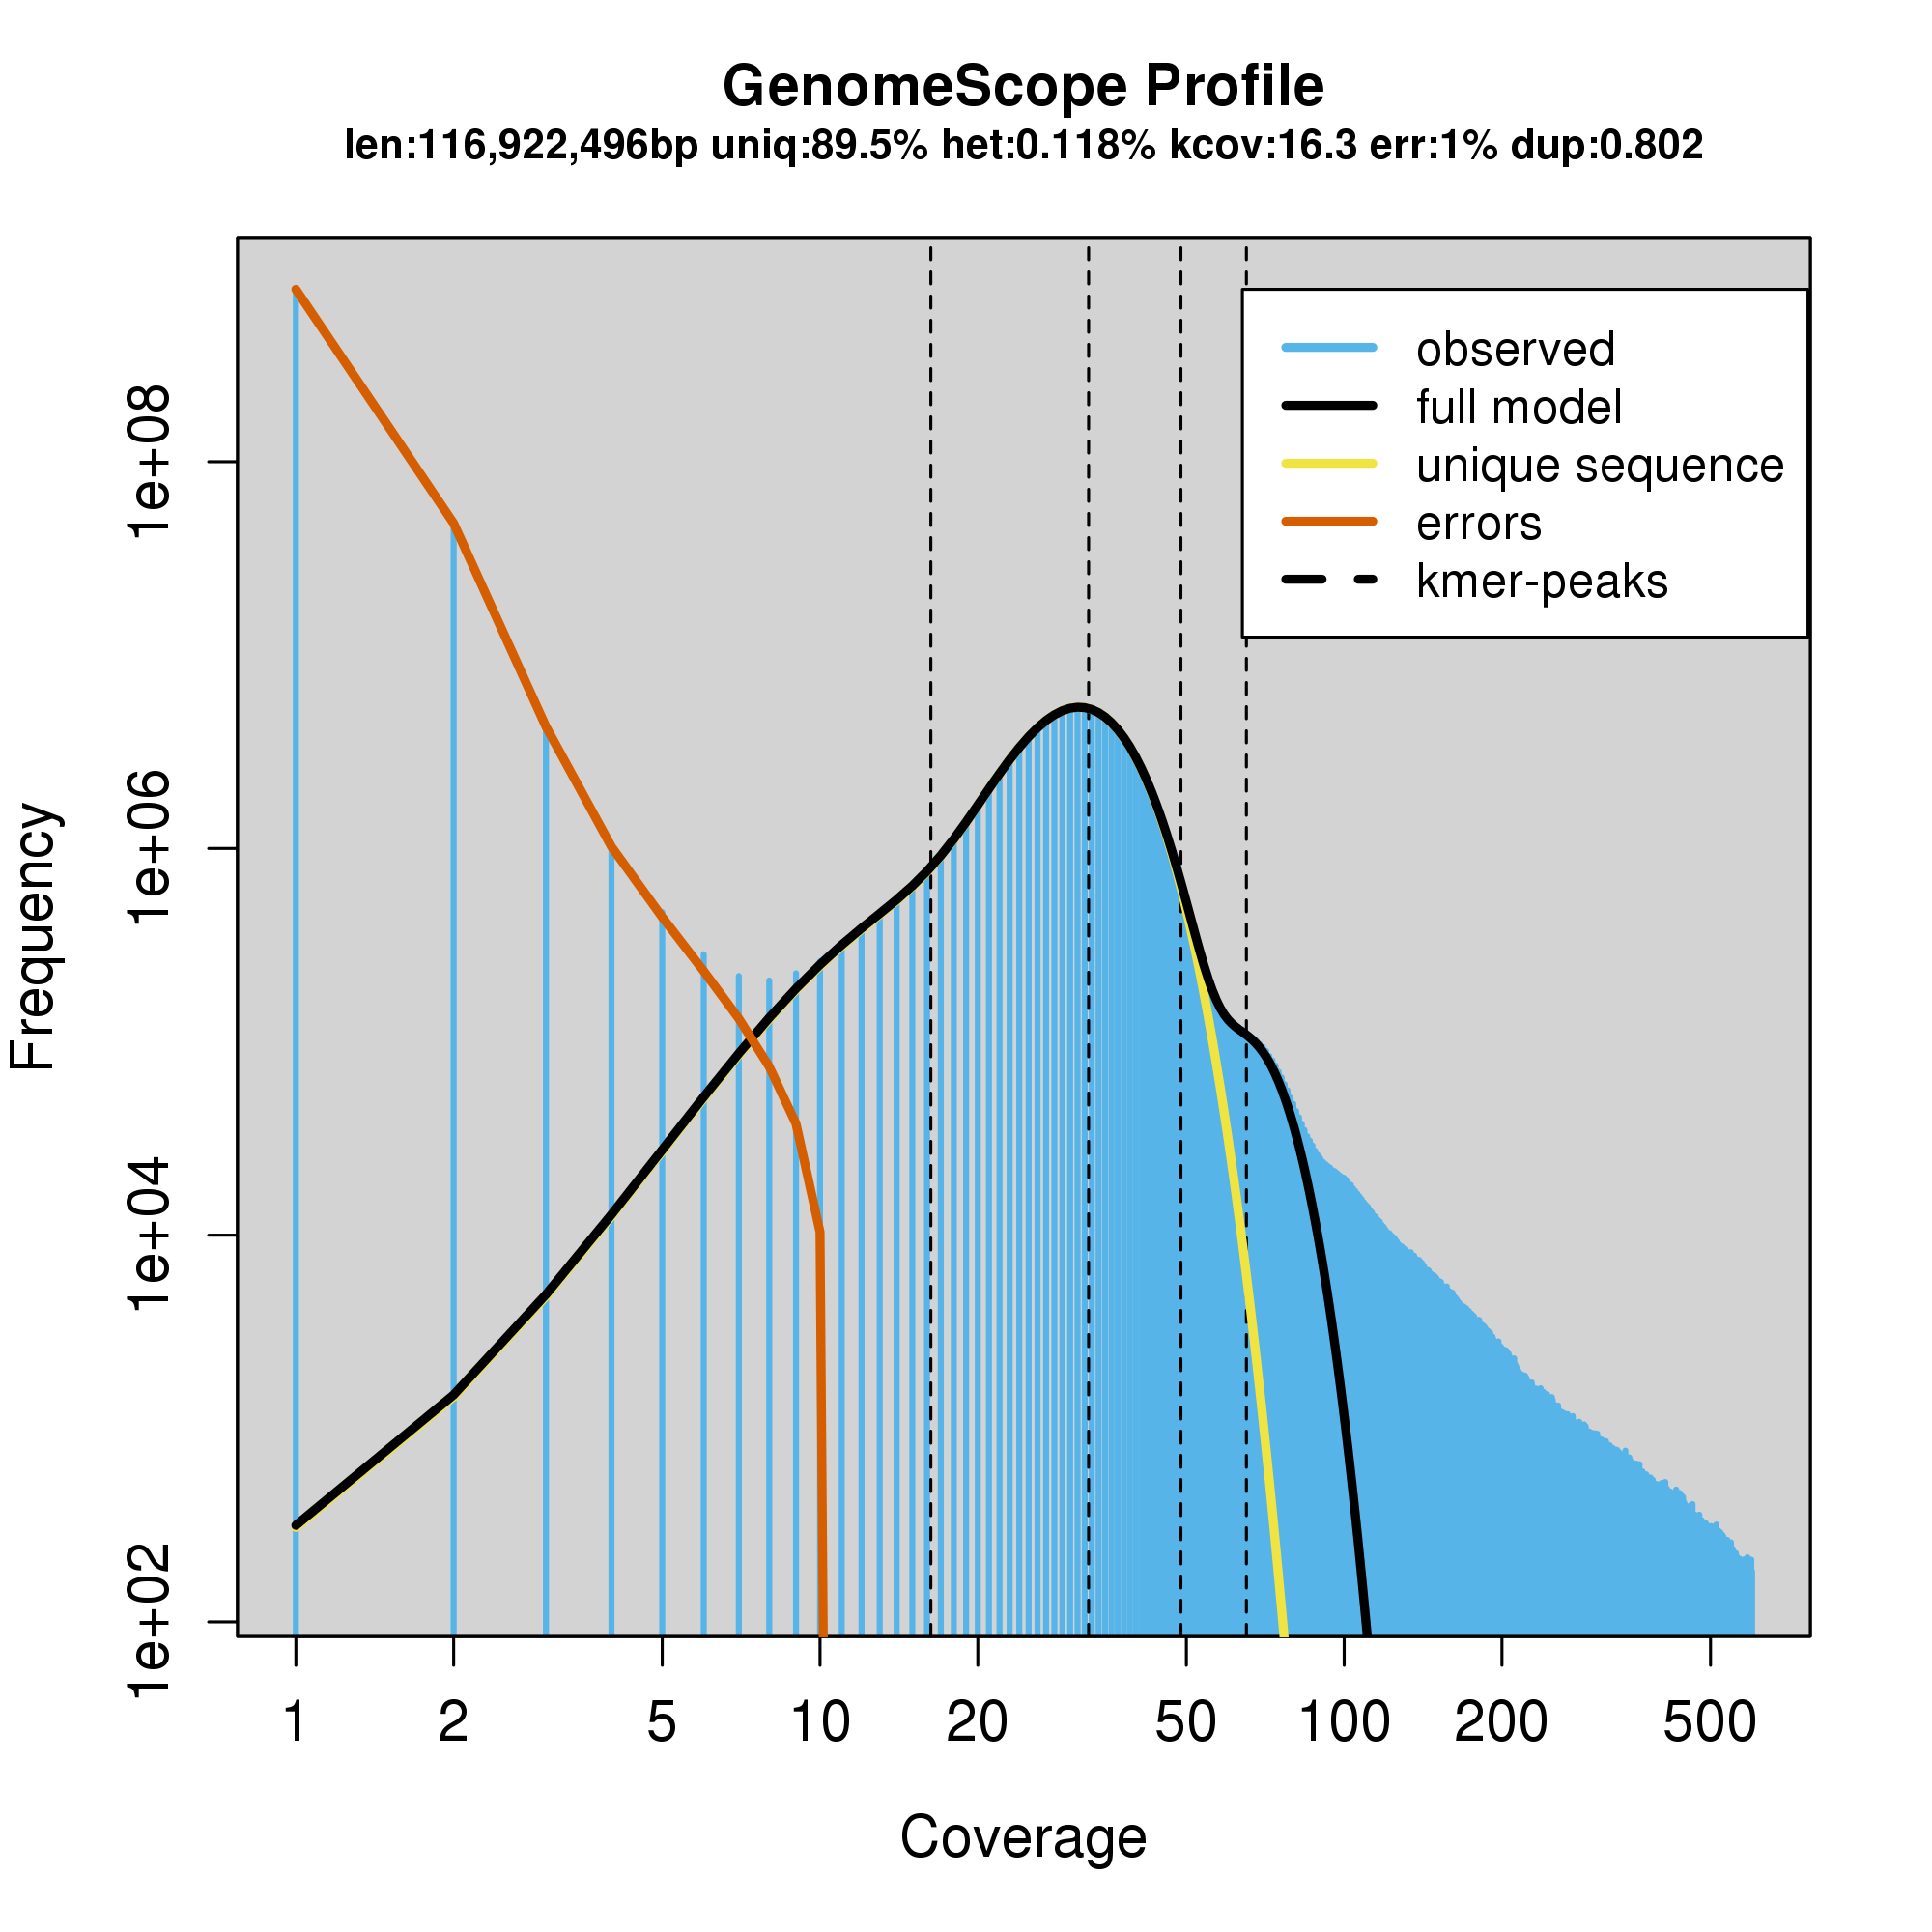 GenomeScope Profile
len:116,922,496bp uniq:89.5% het:0.118% kcov:16.3 err:1% dup:0.802
observed
full model
unique sequence
errors
kmer-peaks
Frequency
1e+08
1e+06
1e+04
1e+02
1 2 5 10 20 50 100 200 500
Coverage